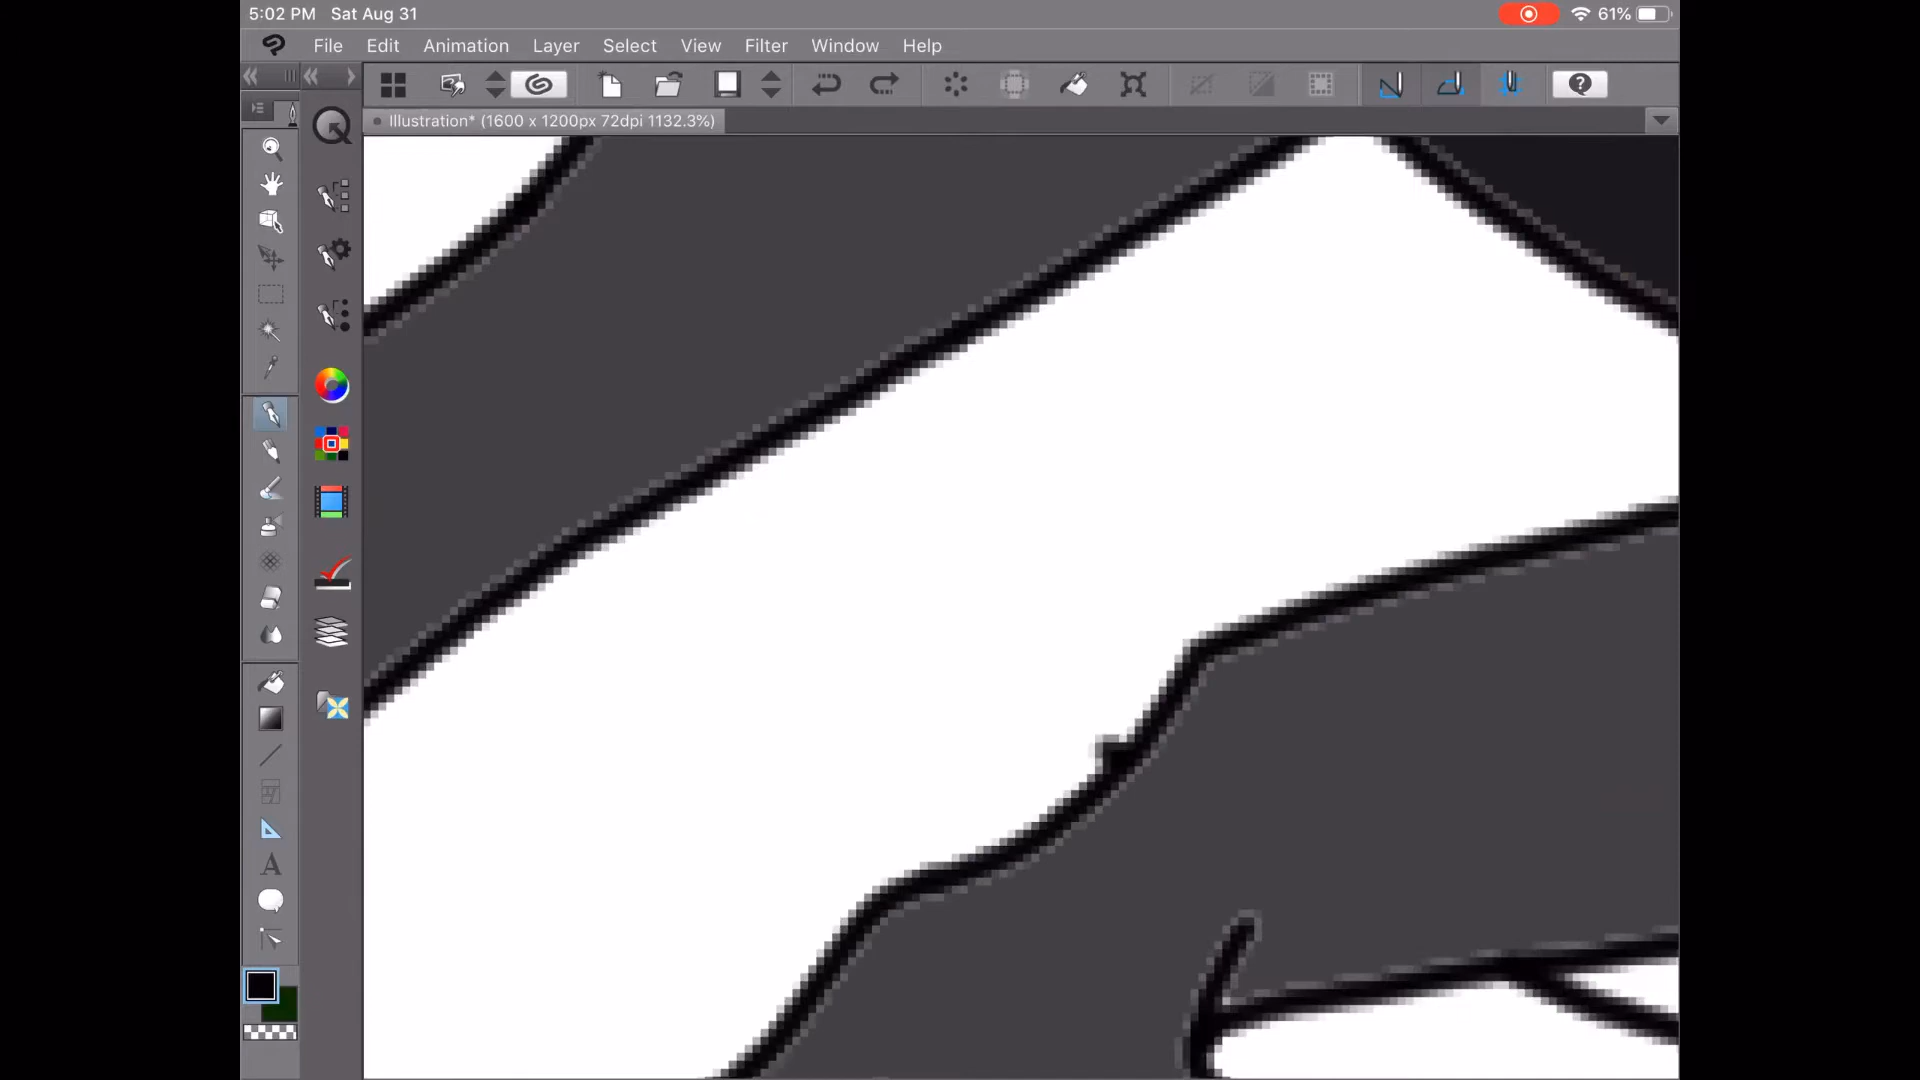 5:02 PM Sat Aug 31 61%
File Edit Animation Layer Select View Filter Window Help
Illustration* (1600 x 1200px 72dpi 1132.3%)
A